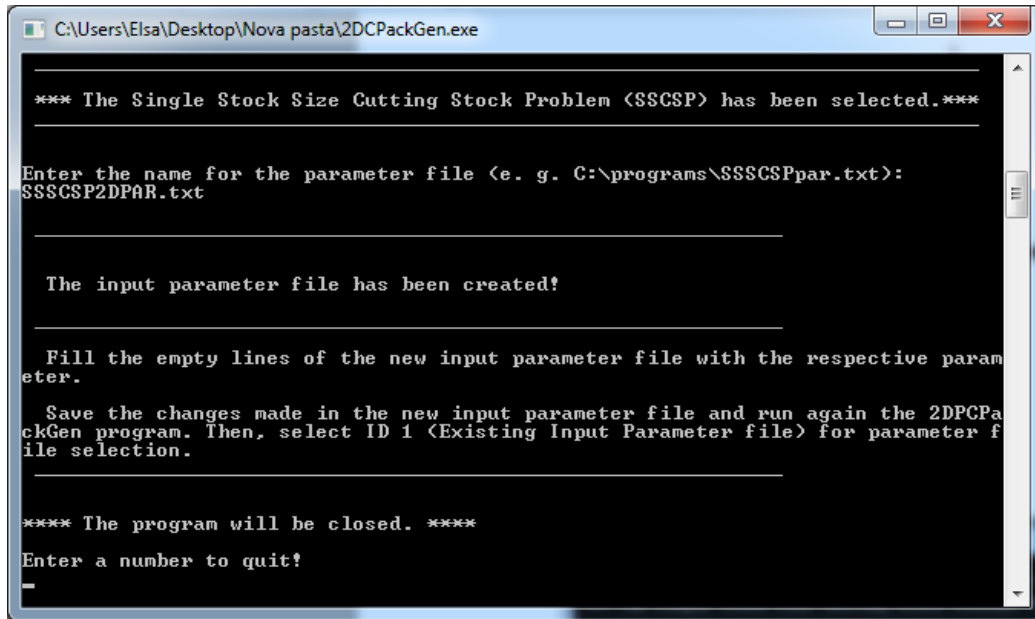 C:\Users\Elsa\Desktop\Nova pasta\2DCPackGen.exe
*** The Single Stock Size Cutting Stock Problem (SSCSP) has been selected.***
Enter the name for the parameter file (e. g. C:\programs\SSSCSPpar.txt):
SSSCSP2DPAR.txt
The input parameter file has been created!
Fill the empty lines of the new input parameter file with the respective param
eter.
Save the changes made in the new input parameter file and run again the 2DPCPa
ckGen program. Then, select ID 1 (Existing Input Parameter file) for parameter f
ile selection.
**** The program will be closed. ****
Enter a number to quit!